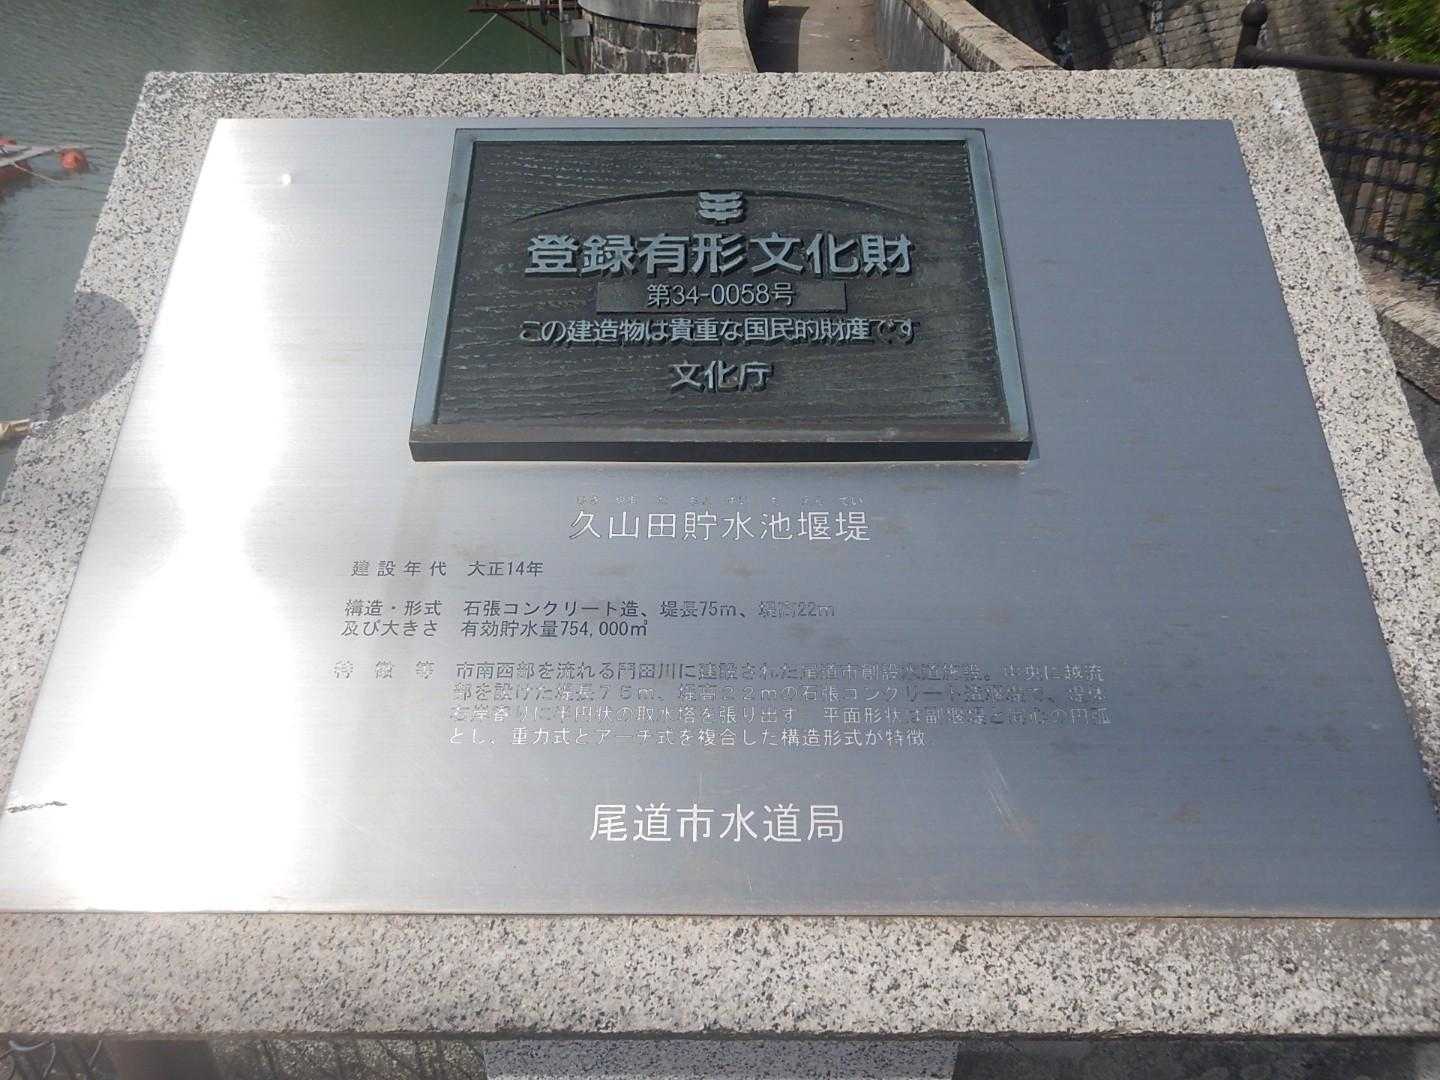 登録有形文化財
第34-0058号
この建造物は貴重な国民的財産です
文化庁
久山田貯水池堰堤
建設年代 大正14年
構造・形式 石張コンクリート造、堤長75m、堤高22m
及び大きさ 有効貯水量754,000㎥
特徴等 市南西部を流れる門田川に建設された尾道市創設水道施設。中央に越流
部を設けた堤長75m、堤高22mの石張コンクリート造堰堤で、堤体
右岸寄りに半円状の取水塔を張り出す 平面形状は副堰堤と同心の円弧
とし、重力式とアーチ式を複合した構造形式が特徴
尾道市水道局